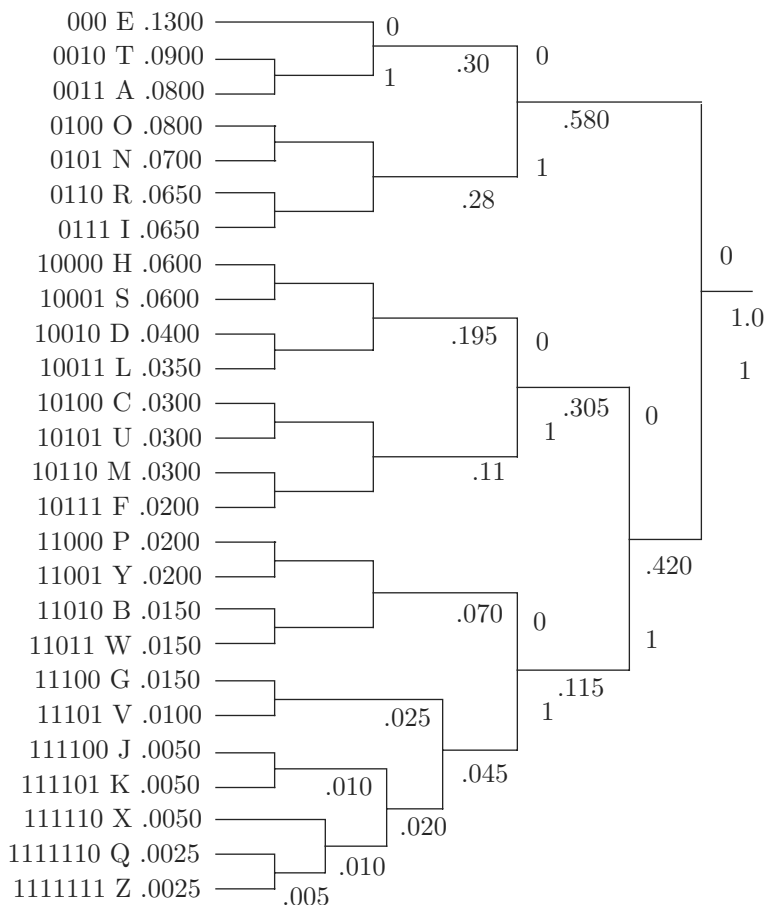 000 E .1300
0
0010 T .0900
.30
0
0011 A .0800
1
.580
0100 O .0800
0101 N .0700
1
0110 R .0650
.28
0111 I .0650
10000 H .0600
0
10001 S .0600
1.0
10010 D .0400
.195
0
10011 L .0350
1
10100 C .0300
.305
0
10101 U .0300
1
10110 M .0300
.11
10111 F .0200
11000 P .0200
.420
11001 Y .0200
11010 B .0150
.070
0
11011 W .0150
1
11100 G .0150
.115
11101 V .0100
.025
1
111100 J .0050
.045
111101 K .0050
.010
111110 X .0050
.020
1111110 Q .0025
.010
1111111 Z .0025
.005